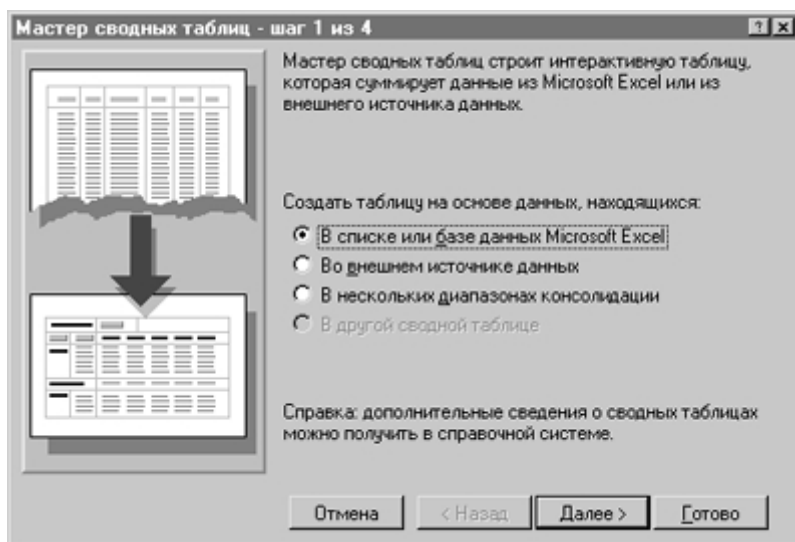 Мастер сводных таблиц - шаг 1 из 4
Мастер сводных таблиц строит интерактивную таблицу,
которая суммирует данные из Microsoft Excel или из
внешнего источника данных.
Создать таблицу на основе данных, находящихся:
В списке или базе данных Microsoft Excel
Во внешнем источнике данных
В нескольких диапазонах консолидации
В другой сводной таблице
Справка: дополнительные сведения о сводных таблицах
можно получить в справочной системе.
Отмена < Назад Далее > Готово